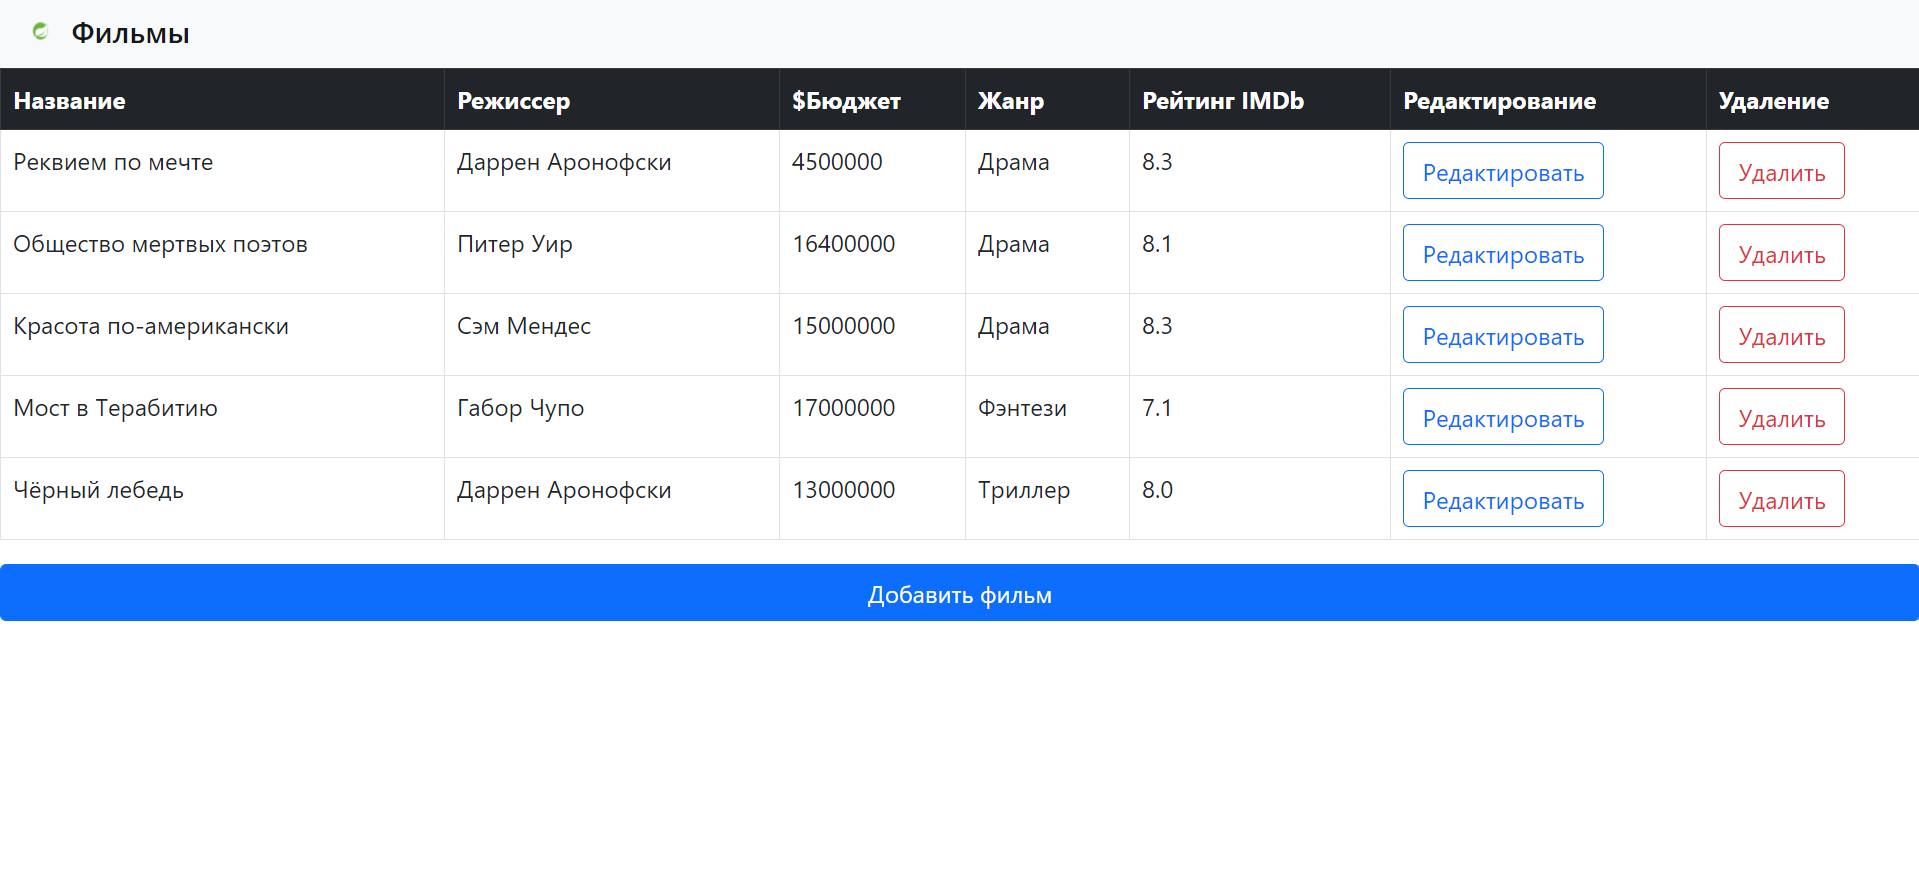 Фильмы
Название Режиссер $Бюджет Жанр Рейтинг IMDb Редактирование Удаление
Реквием по мечте Даррен Аронофски 4500000 Драма 8.3 Редактировать Удалить
Общество мертвых поэтов Питер Уир 16400000 Драма 8.1 Редактировать Удалить
Красота по-американски Сэм Мендес 15000000 Драма 8.3 Редактировать Удалить
Мост в Терабитию Габор Чупо 17000000 Фэнтези 7.1 Редактировать Удалить
Чёрный лебедь Даррен Аронофски 13000000 Триллер 8.0 Редактировать Удалить
Добавить фильм